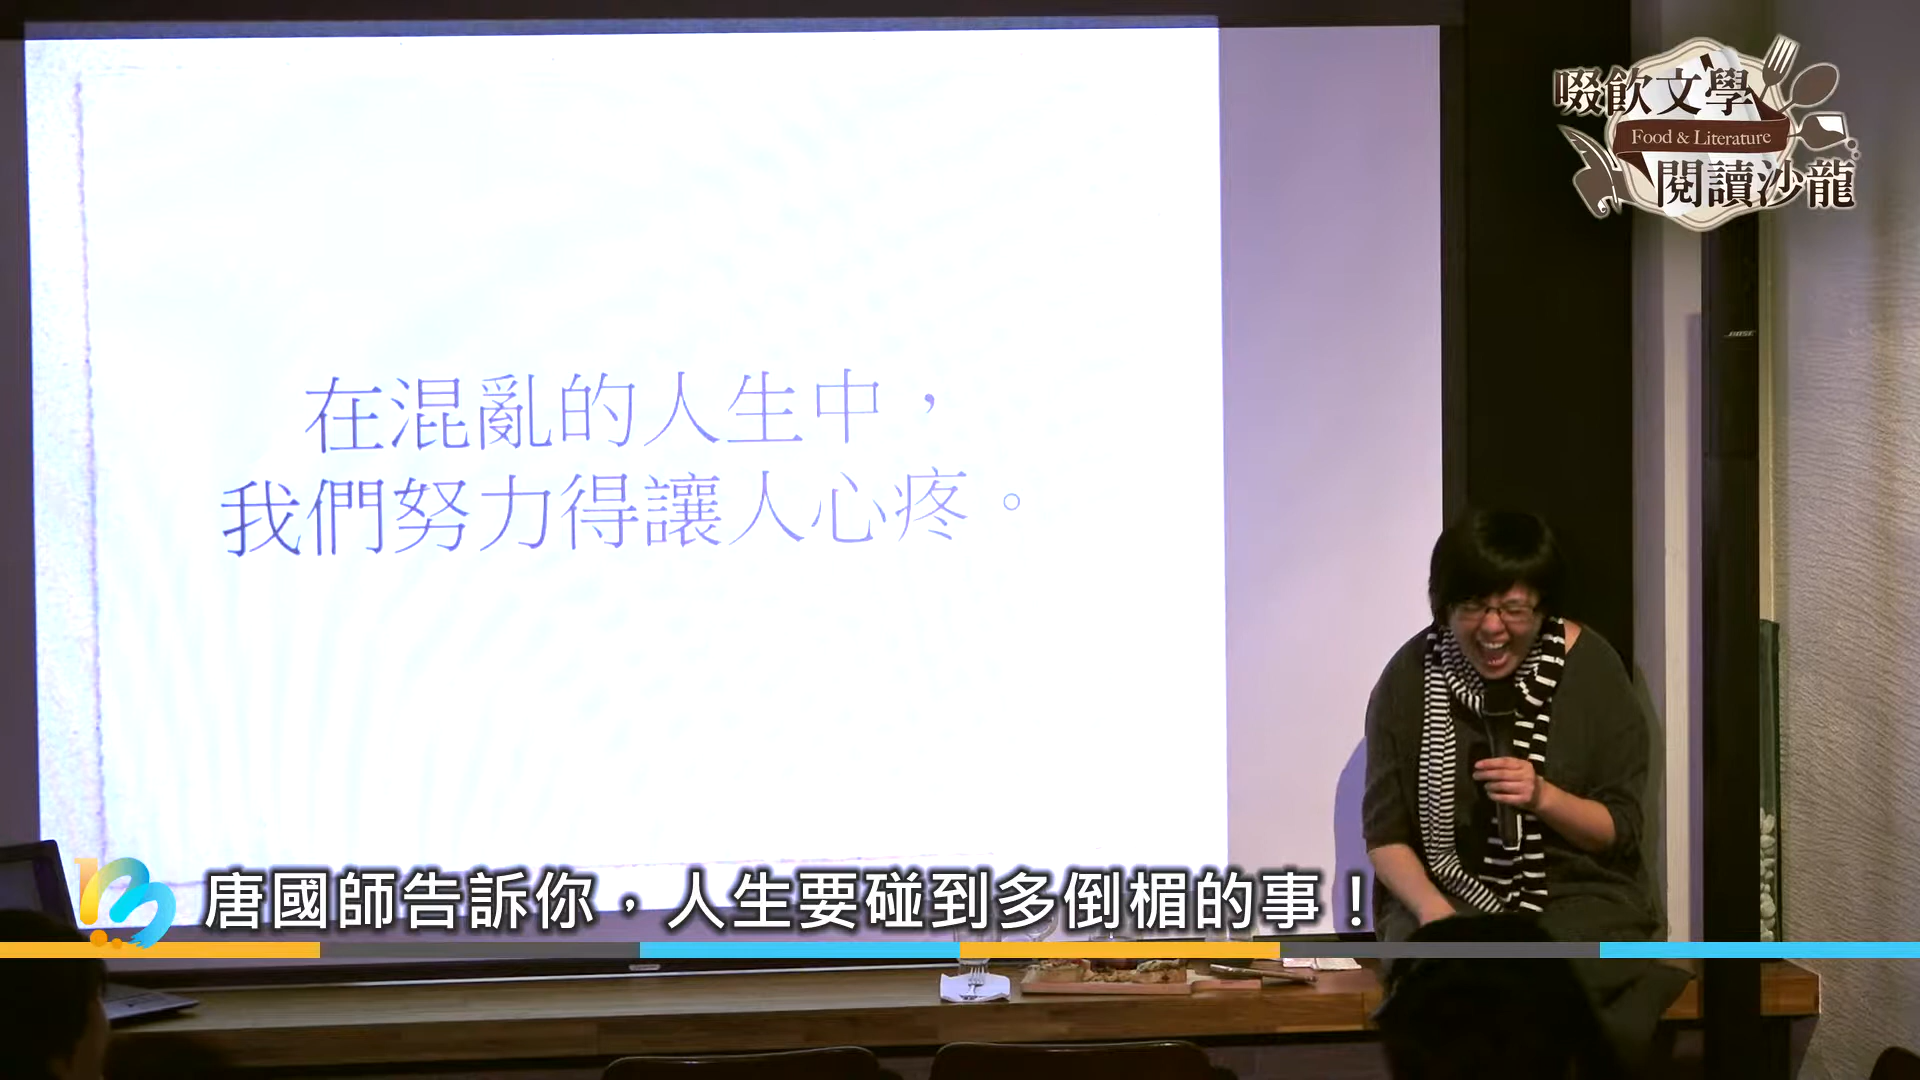 啜飲文學
Food & Literature
閱讀沙龍
在混亂的人生中，
我們努力得讓人心疼。
BOSE
唐國師告訴你，人生要碰到多倒楣的事！